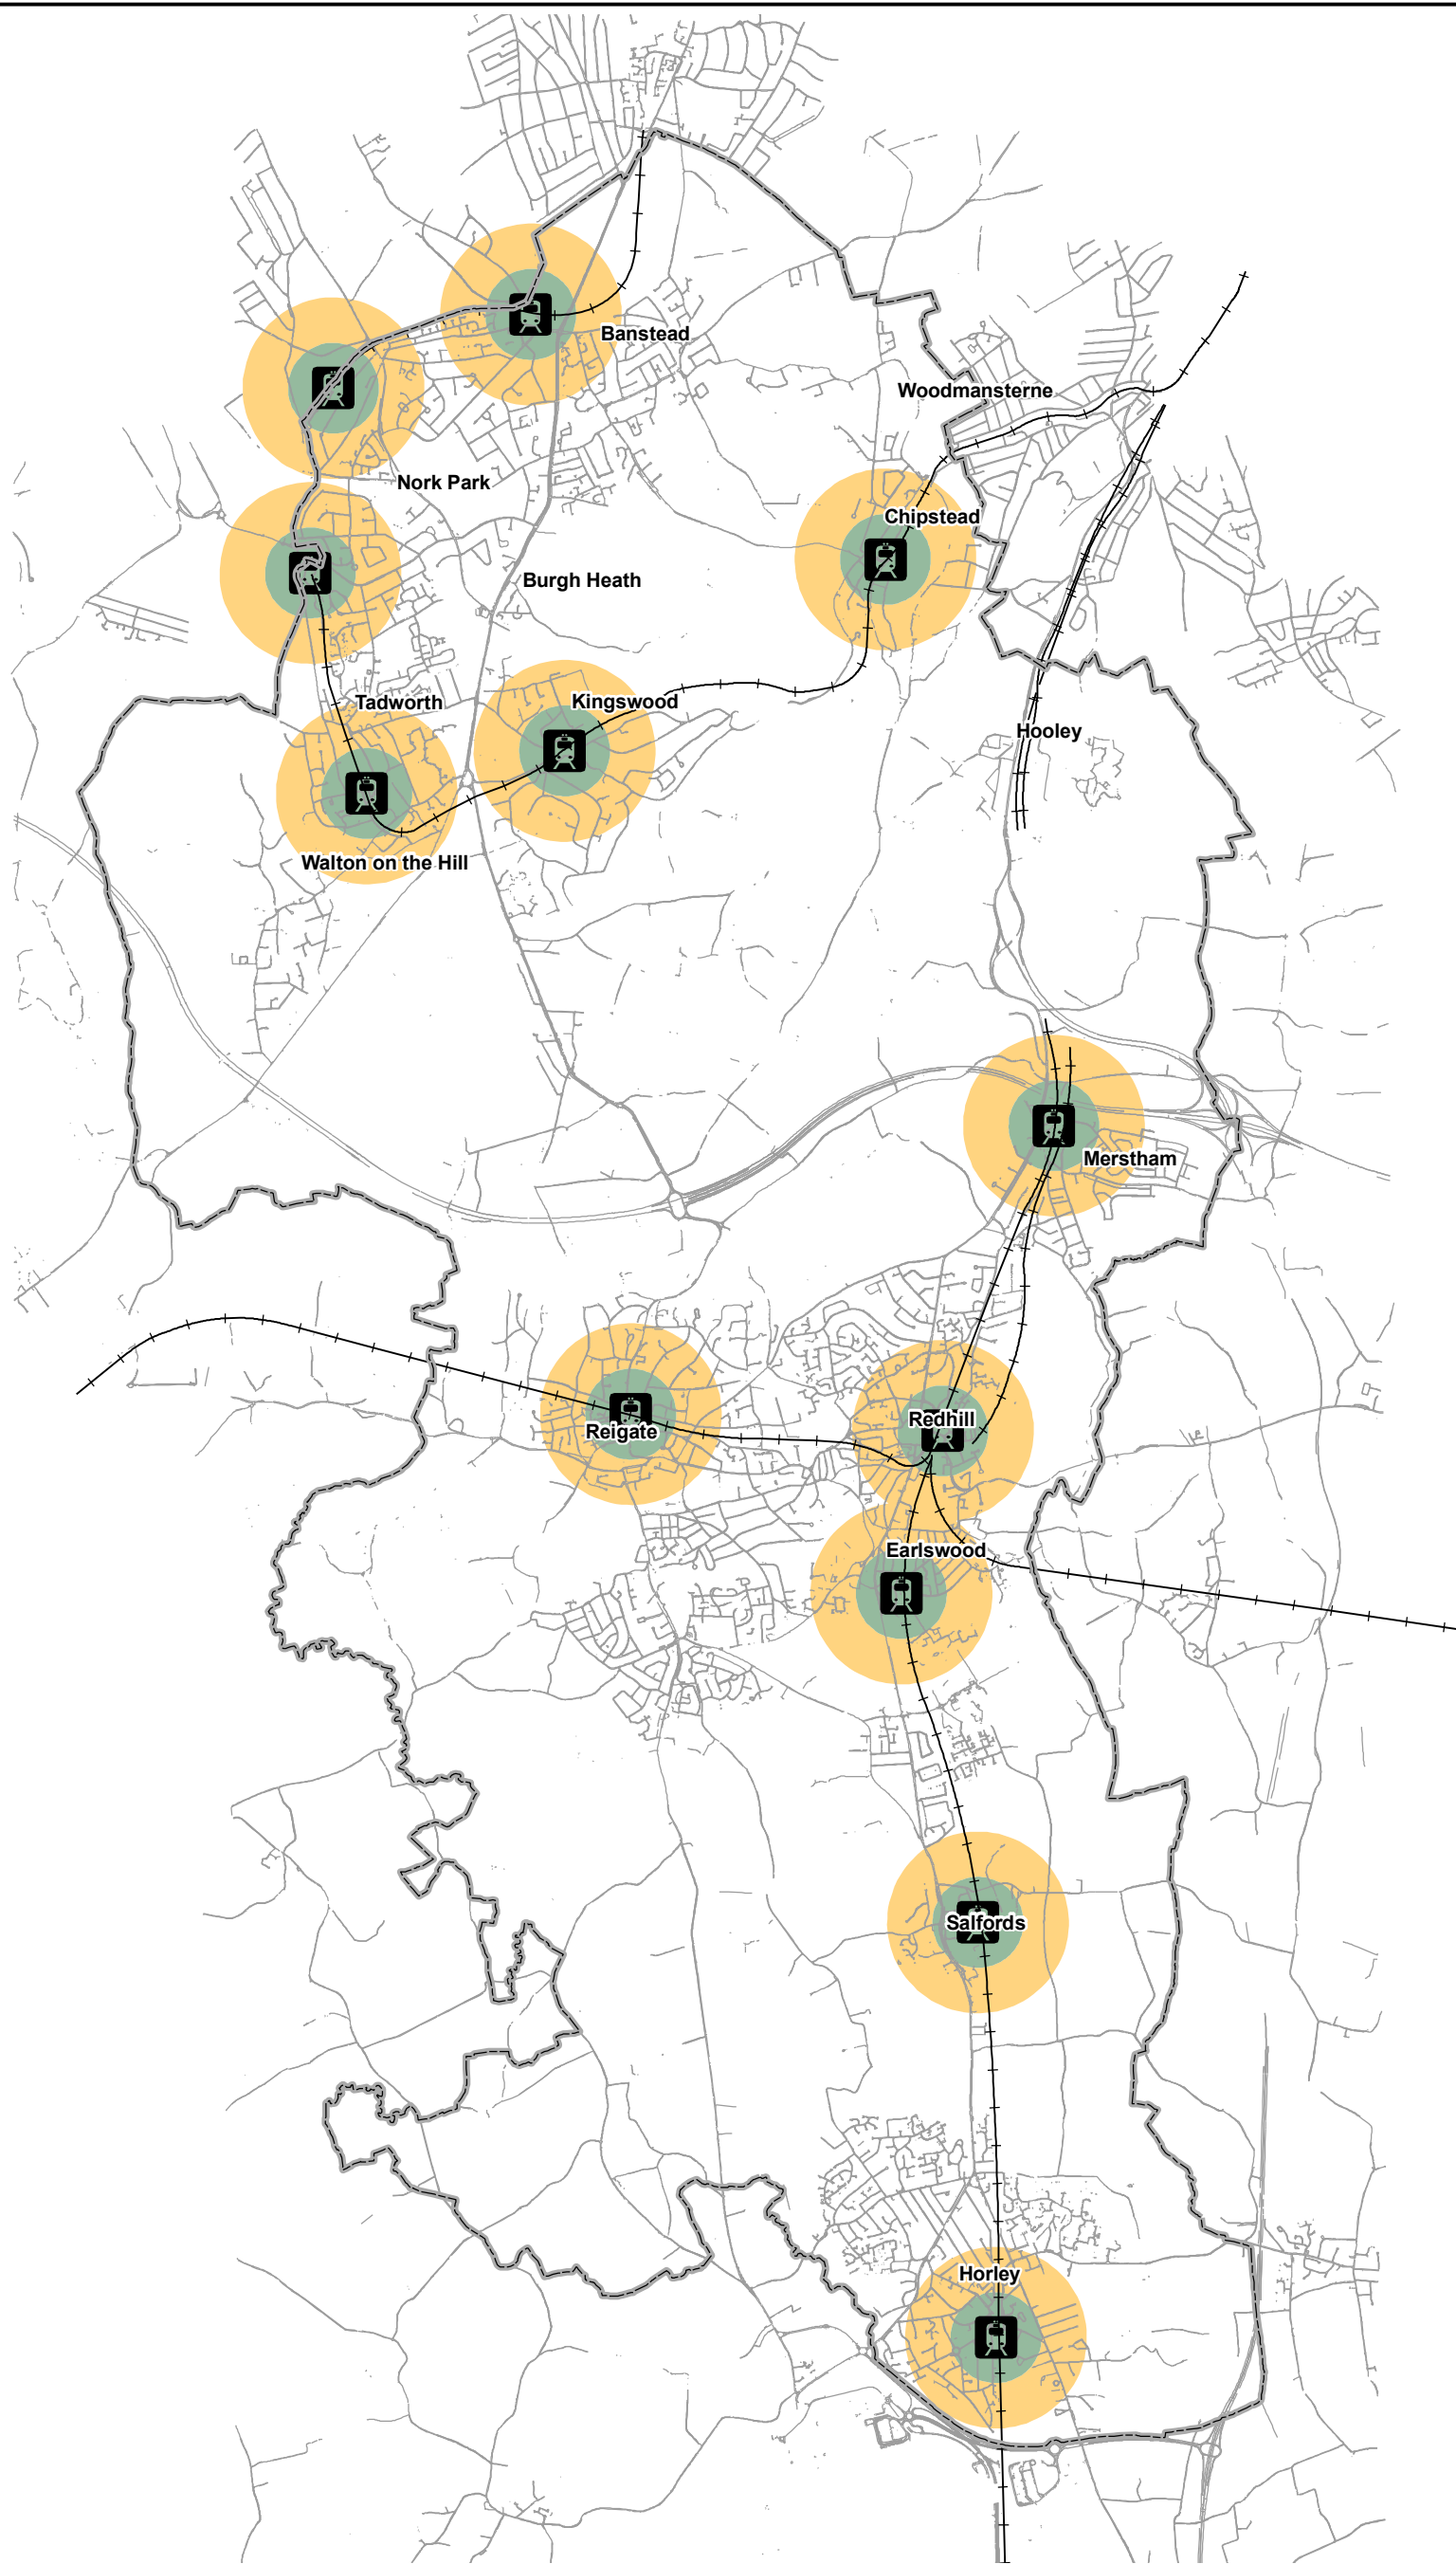 Banstead
Woodmansterne
Nork Park
Chipstead
Burgh Heath
Tadworth
Kingswood
Hooley
Walton on the Hill
Merstham
Redhill
Reigate
Earlswood
Salfords
Horley